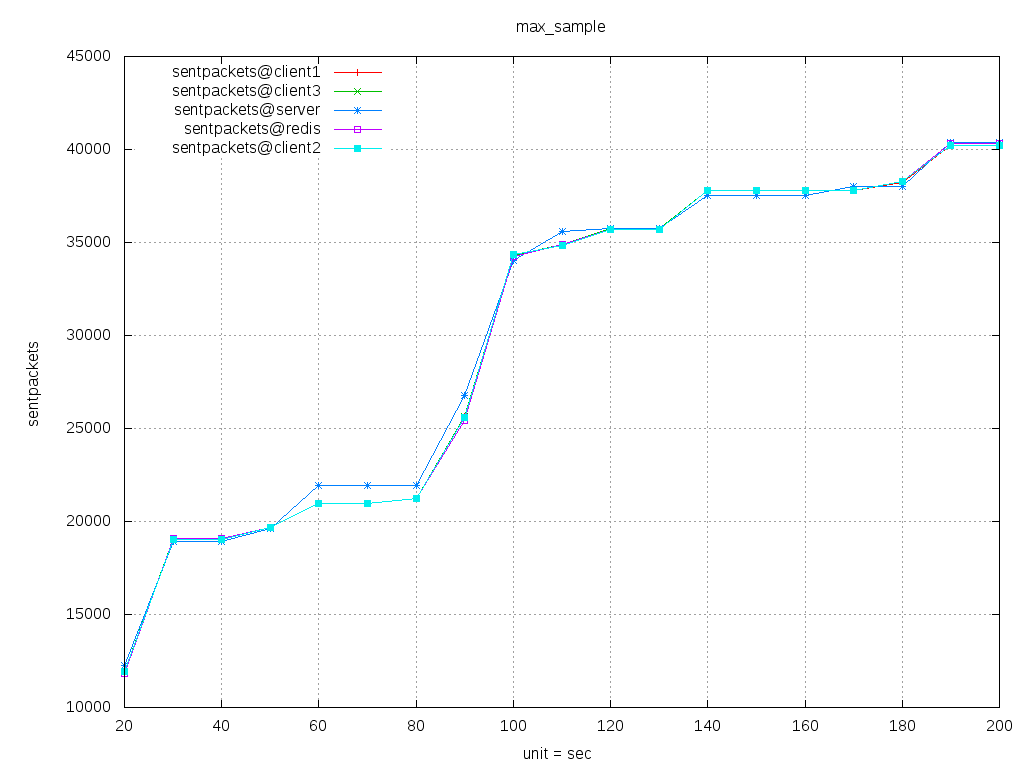 max_sample
45000
40000
35000
30000
25000
20000
15000
10000
sentpackets
sentpackets@client1
sentpackets@client3
sentpackets@server
sentpackets@redis
sentpackets@client2
20 40 60 80 100 120 140 160 180 200
unit = sec